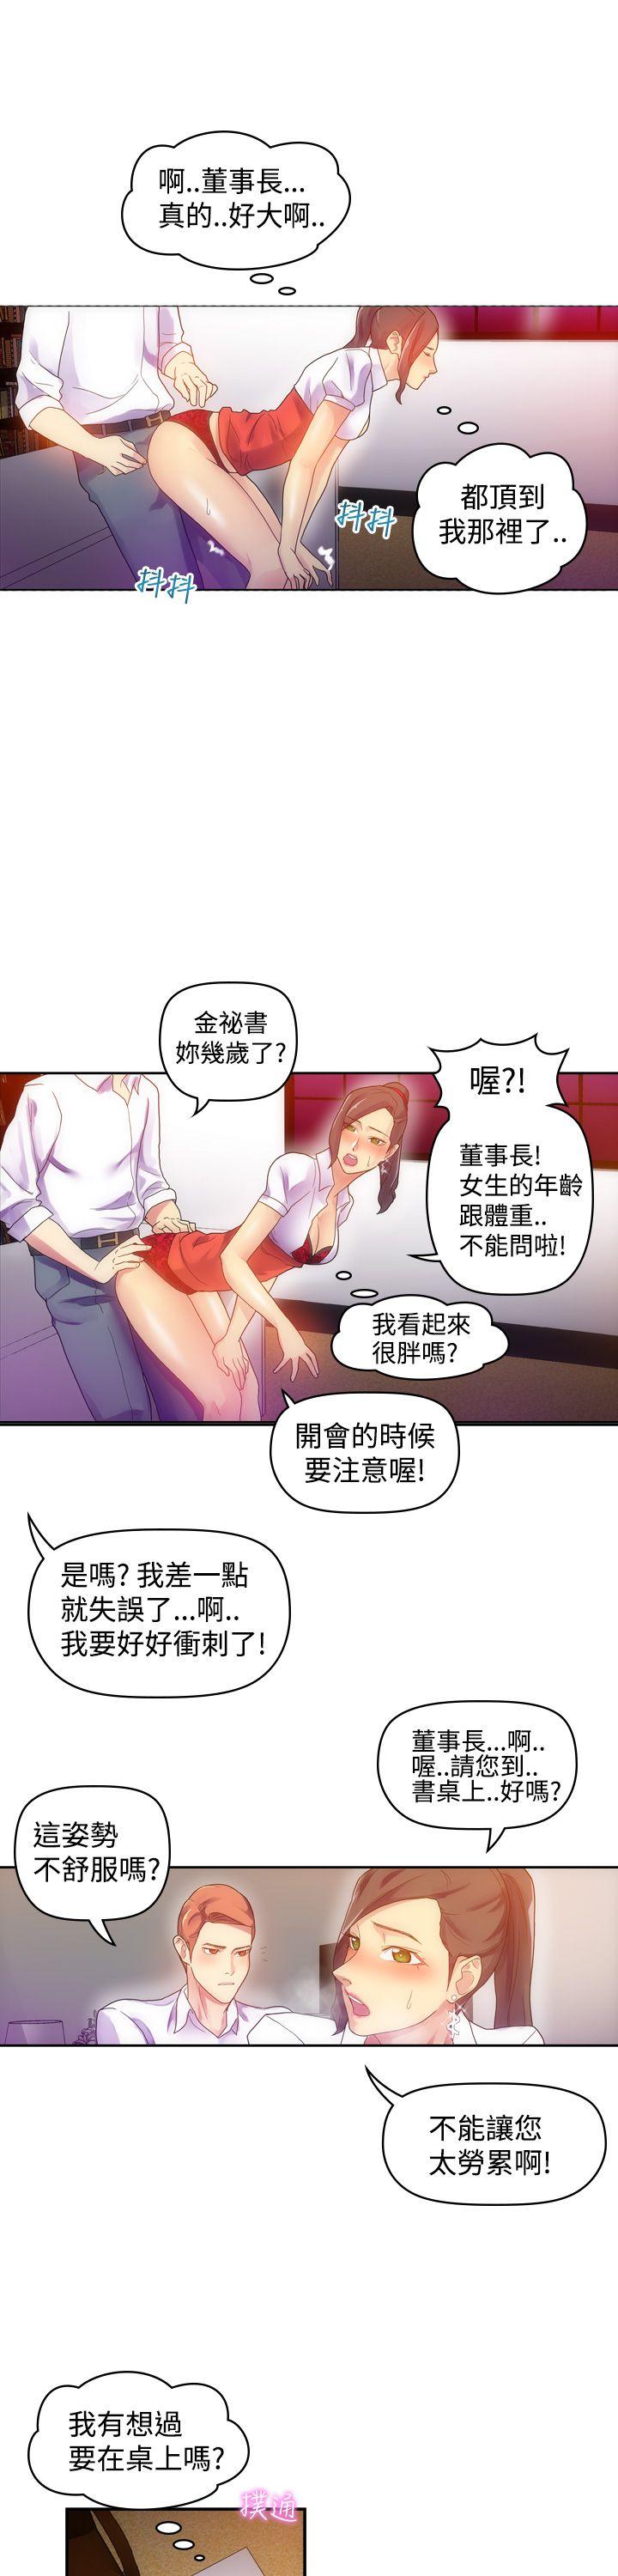 啊..董事長...
真的..好大啊..
都頂到
我那裡了..
抖抖
抖抖
金祕書
妳幾歲了?
喔?!
董事長!
女生的年齡
跟體重..
不能問啦!
我看起來
很胖嗎?
開會的時候
要注意喔!
是嗎? 我差一點
就失誤了...啊..
我要好好衝刺了!
董事長...啊..
喔..請您到..
書桌上..好嗎?
這姿勢
不舒服嗎?
不能讓您
太勞累啊!
我有想過
要在桌上嗎?
撲通